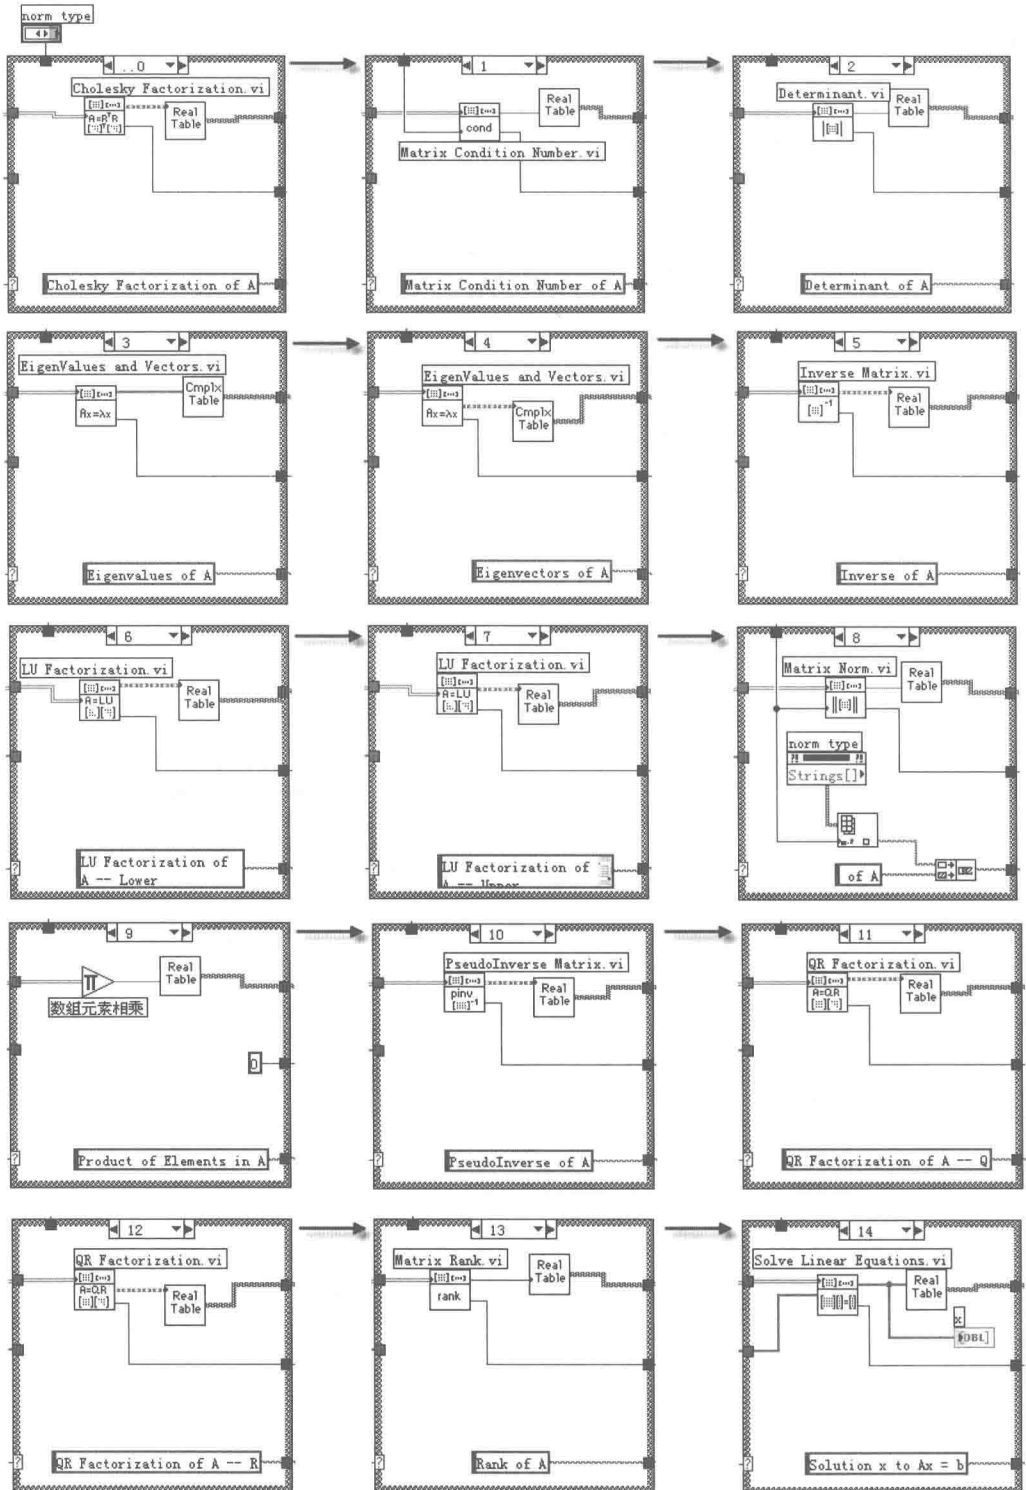 norm type
..0
Cholesky Factorization.vi
A=RᵀR
Real
Table
Cholesky Factorization of A
1
cond
Real
Table
Matrix Condition Number.vi
Matrix Condition Number of A
2
Determinant.vi
Real
Table
Determinant of A
3
EigenValues and Vectors.vi
Ax=λx
Cmplx
Table
Eigenvalues of A
4
EigenValues and Vectors.vi
Ax=λx
Cmplx
Table
Eigenvectors of A
5
Inverse Matrix.vi
-1
Real
Table
Inverse of A
6
LU Factorization.vi
A=LU
Real
Table
LU Factorization of
A -- Lower
7
LU Factorization.vi
A=LU
Real
Table
LU Factorization of
A -- Upper
8
Matrix Norm.vi
Real
Table
norm type
Strings[]
of A
9
π
Real
Table
数组元素相乘
0
Product of Elements in A
10
PseudoInverse Matrix.vi
pinv
-1
Real
Table
PseudoInverse of A
11
QR Factorization.vi
A=QR
Real
Table
QR Factorization of A -- Q
12
QR Factorization.vi
A=QR
Real
Table
QR Factorization of A -- R
13
Matrix Rank.vi
rank
Real
Table
Rank of A
14
Solve Linear Equations.vi
Real
Table
x
[DBL]
Solution x to Ax = b